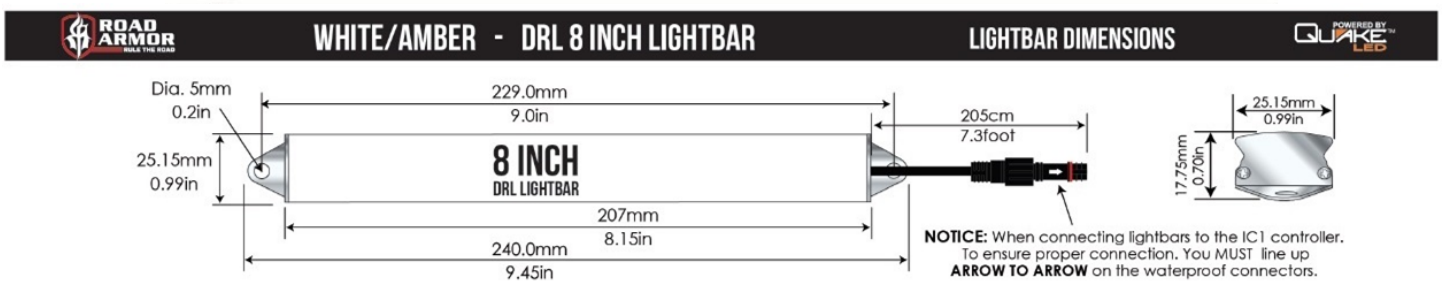 ROAD
ARMOR
RULE THE ROAD
WHITE/AMBER - DRL 8 INCH LIGHTBAR
LIGHTBAR DIMENSIONS
POWERED BY
QUAKE™
LED
Dia. 5mm
0.2in
229.0mm
9.0in
205cm
7.3foot
25.15mm
0.99in
25.15mm
0.99in
8 INCH
DRL LIGHTBAR
17.75mm
0.70in
207mm
8.15in
240.0mm
9.45in
NOTICE: When connecting lightbars to the IC1 controller.
To ensure proper connection. You MUST line up
ARROW TO ARROW on the waterproof connectors.